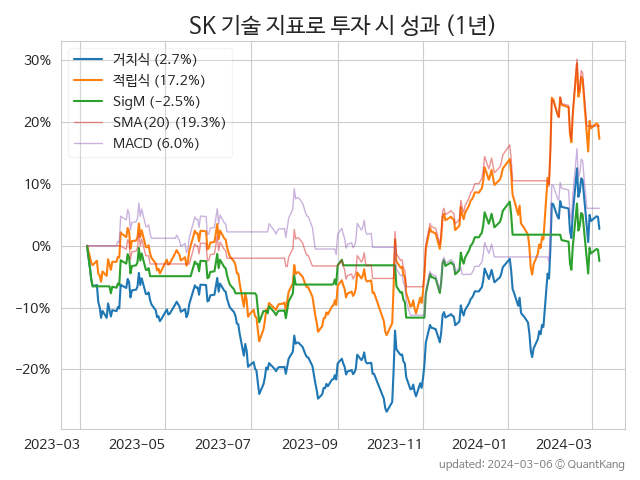 SK 기술 지표로 투자 시 성과 (1년)
거치식 (2.7%)
적립식 (17.2%)
SigM (−2.5%)
SMA(20) (19.3%)
MACD (6.0%)
30%
20%
10%
0%
−10%
−20%
2023-03
2023-05
2023-07
2023-09
2023-11
2024-01
2024-03
updated: 2024-03-06 © QuantKang